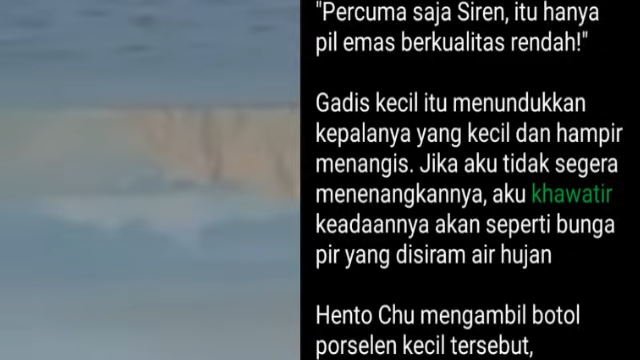 "Percuma saja Siren, itu hanya
pil emas berkualitas rendah!"
Gadis kecil itu menundukkan
kepalanya yang kecil dan hampir
menangis. Jika aku tidak segera
menenangkannya, aku khawatir
keadaannya akan seperti bunga
pir yang disiram air hujan
Hento Chu mengambil botol
porselen kecil tersebut,